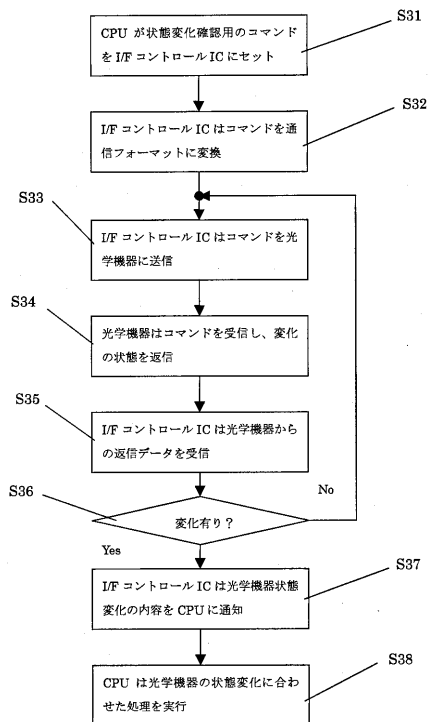 S31
CPU が状態変化確認用のコマンド
を I/F コントロール IC にセット
S32
I/F コントロール IC はコマンドを通
信フォーマットに変換
S33
I/F コントロール IC はコマンドを光
学機器に送信
S34
光学機器はコマンドを受信し、変化
の状態を返信
S35
I/F コントロール IC は光学機器から
の返信データを受信
S36
変化有り？
No
Yes
S37
I/F コントロール IC は光学機器状態
変化の内容を CPU に通知
S38
CPU は光学機器の状態変化に合わ
せた処理を実行